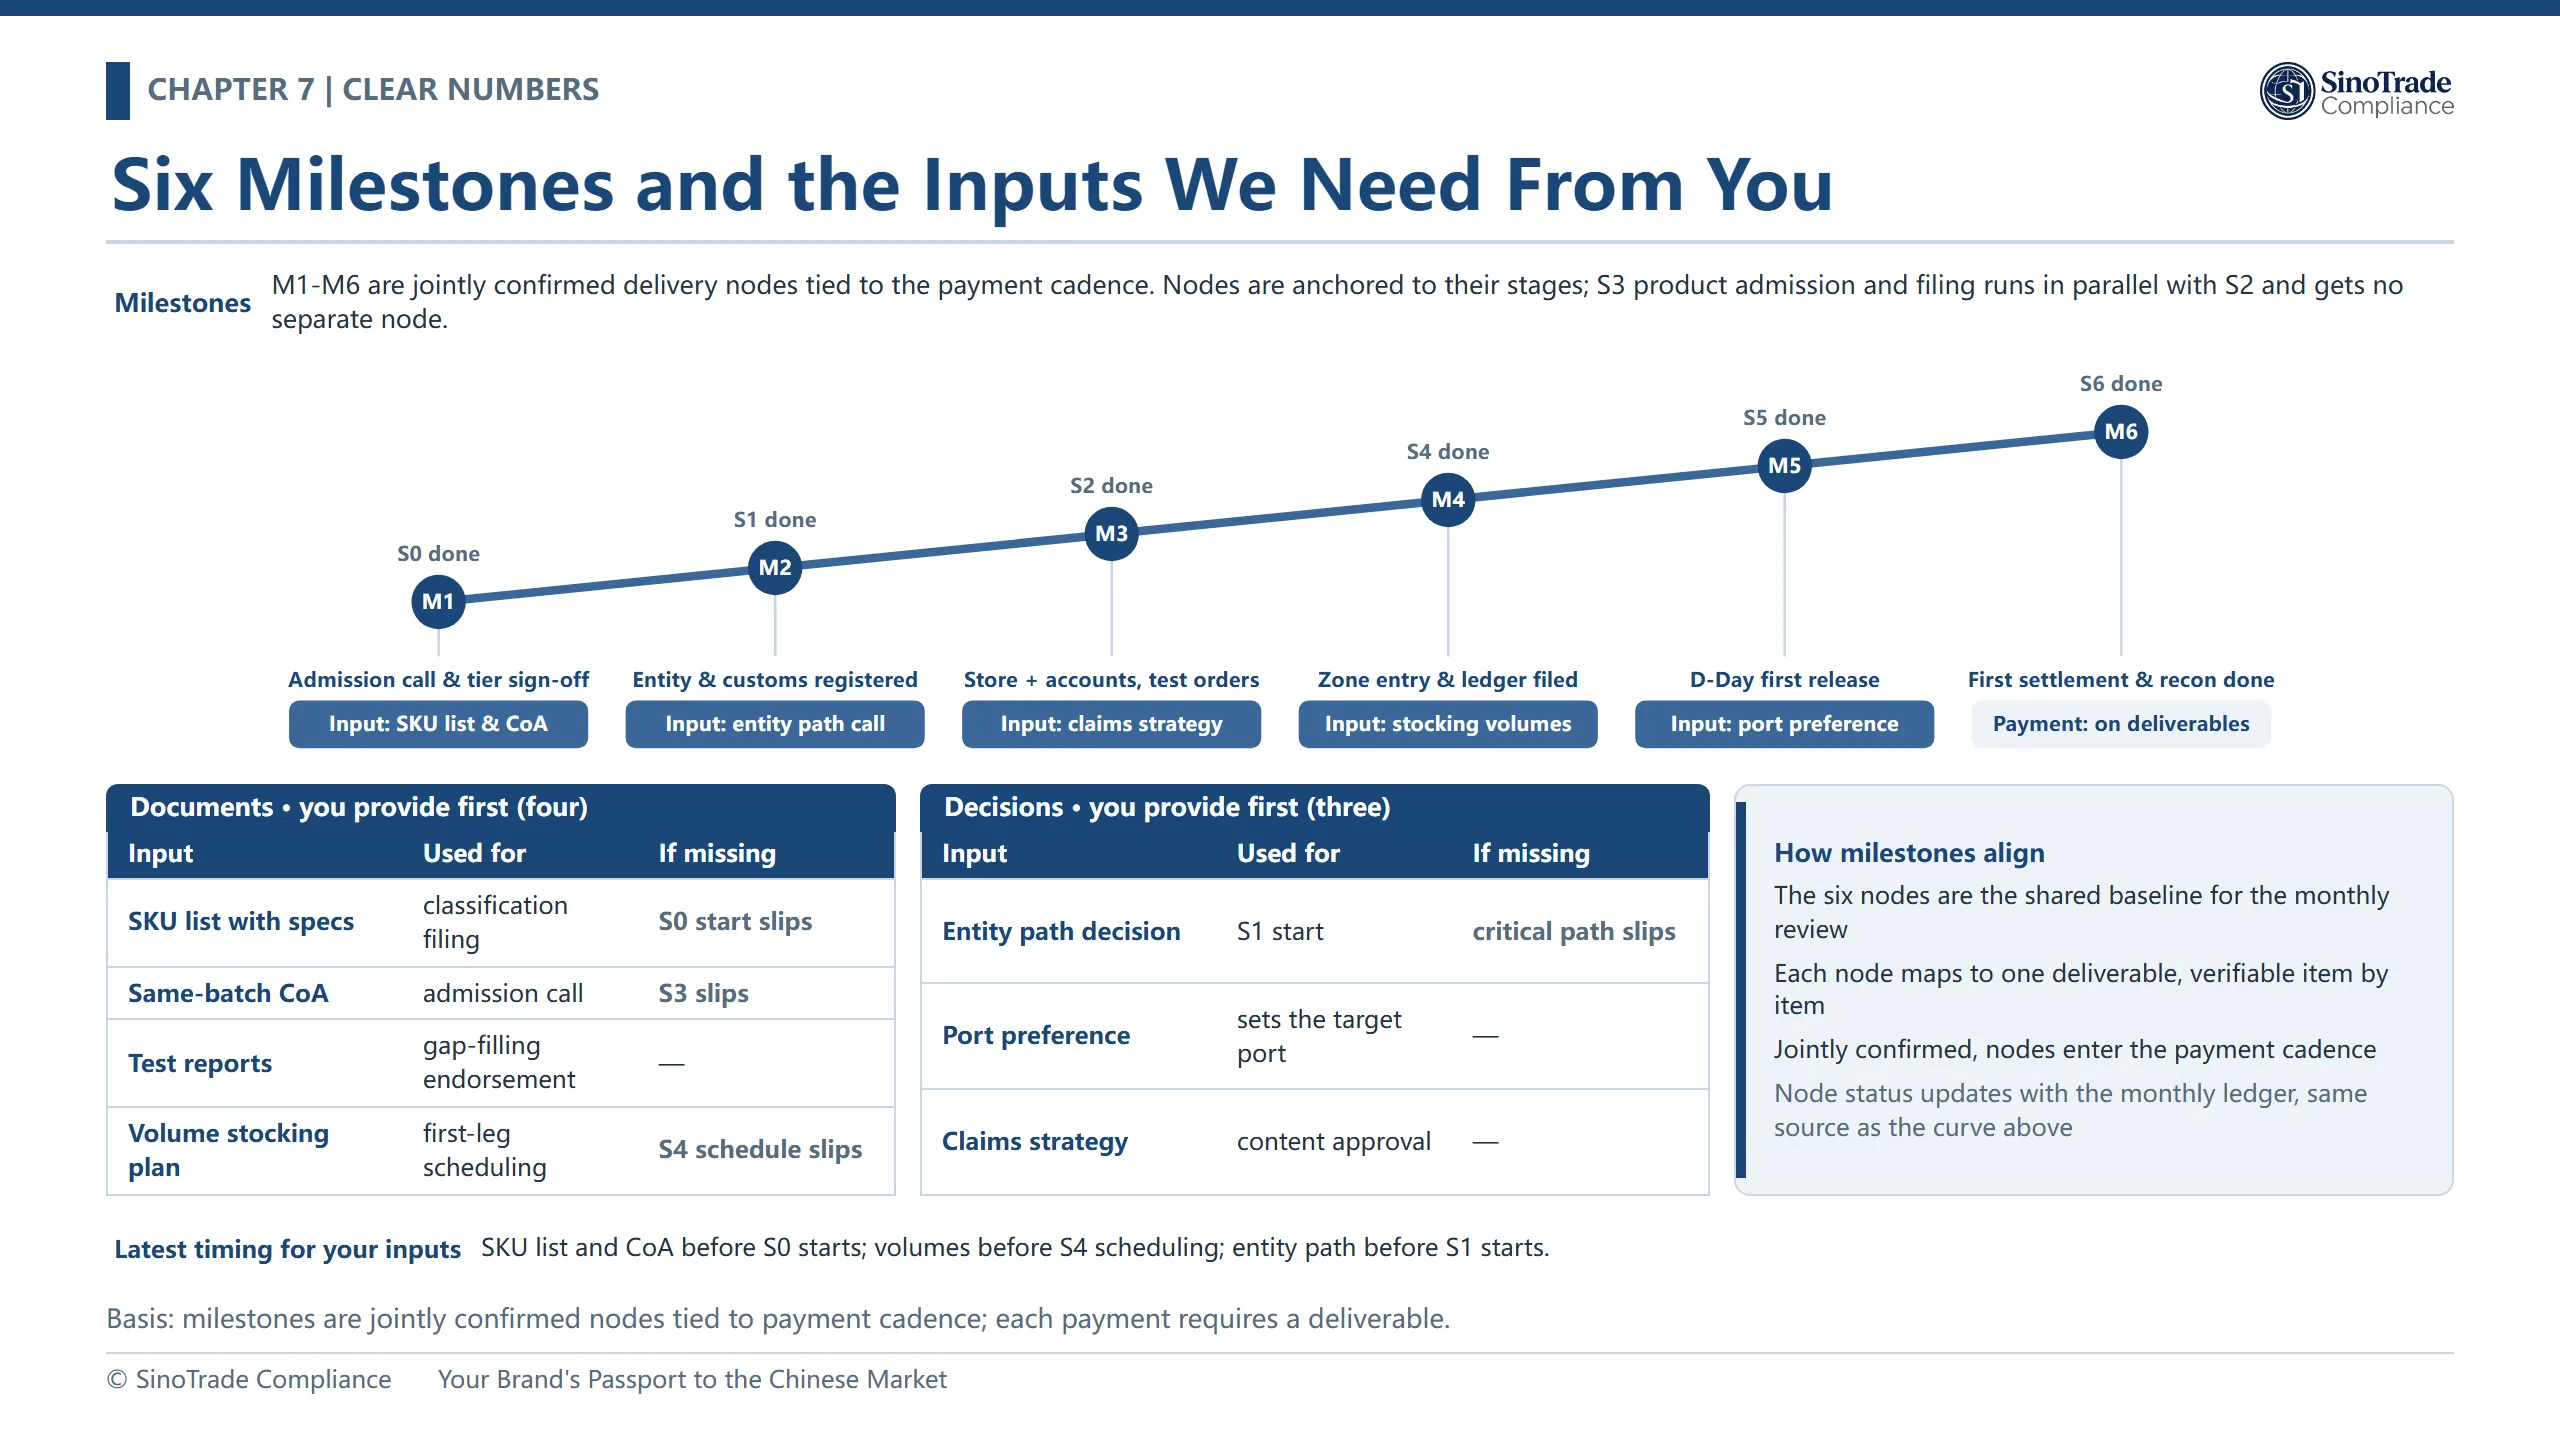 CHAPTER 7 | CLEAR NUMBERS
SinoTrade
Compliance
Six Milestones and the Inputs We Need From You
Milestones
M1-M6 are jointly confirmed delivery nodes tied to the payment cadence. Nodes are anchored to their stages; S3 product admission and filing runs in parallel with S2 and gets no
separate node.
S0 done
M1
Admission call & tier sign-off
Input: SKU list & CoA
S1 done
M2
Entity & customs registered
Input: entity path call
S2 done
M3
Store + accounts, test orders
Input: claims strategy
S4 done
M4
Zone entry & ledger filed
Input: stocking volumes
S5 done
M5
D-Day first release
Input: port preference
S6 done
M6
First settlement & recon done
Payment: on deliverables
Documents • you provide first (four)
Input Used for If missing
SKU list with specs
classification
filing
S0 start slips
Same-batch CoA admission call S3 slips
Test reports
gap-filling
endorsement
—
Volume stocking
plan
first-leg
scheduling
S4 schedule slips
Decisions • you provide first (three)
Input Used for If missing
Entity path decision S1 start critical path slips
Port preference
sets the target
port
—
Claims strategy content approval —
How milestones align
The six nodes are the shared baseline for the monthly
review
Each node maps to one deliverable, verifiable item by
item
Jointly confirmed, nodes enter the payment cadence
Node status updates with the monthly ledger, same
source as the curve above
Latest timing for your inputs SKU list and CoA before S0 starts; volumes before S4 scheduling; entity path before S1 starts.
Basis: milestones are jointly confirmed nodes tied to payment cadence; each payment requires a deliverable.
© SinoTrade Compliance Your Brand's Passport to the Chinese Market